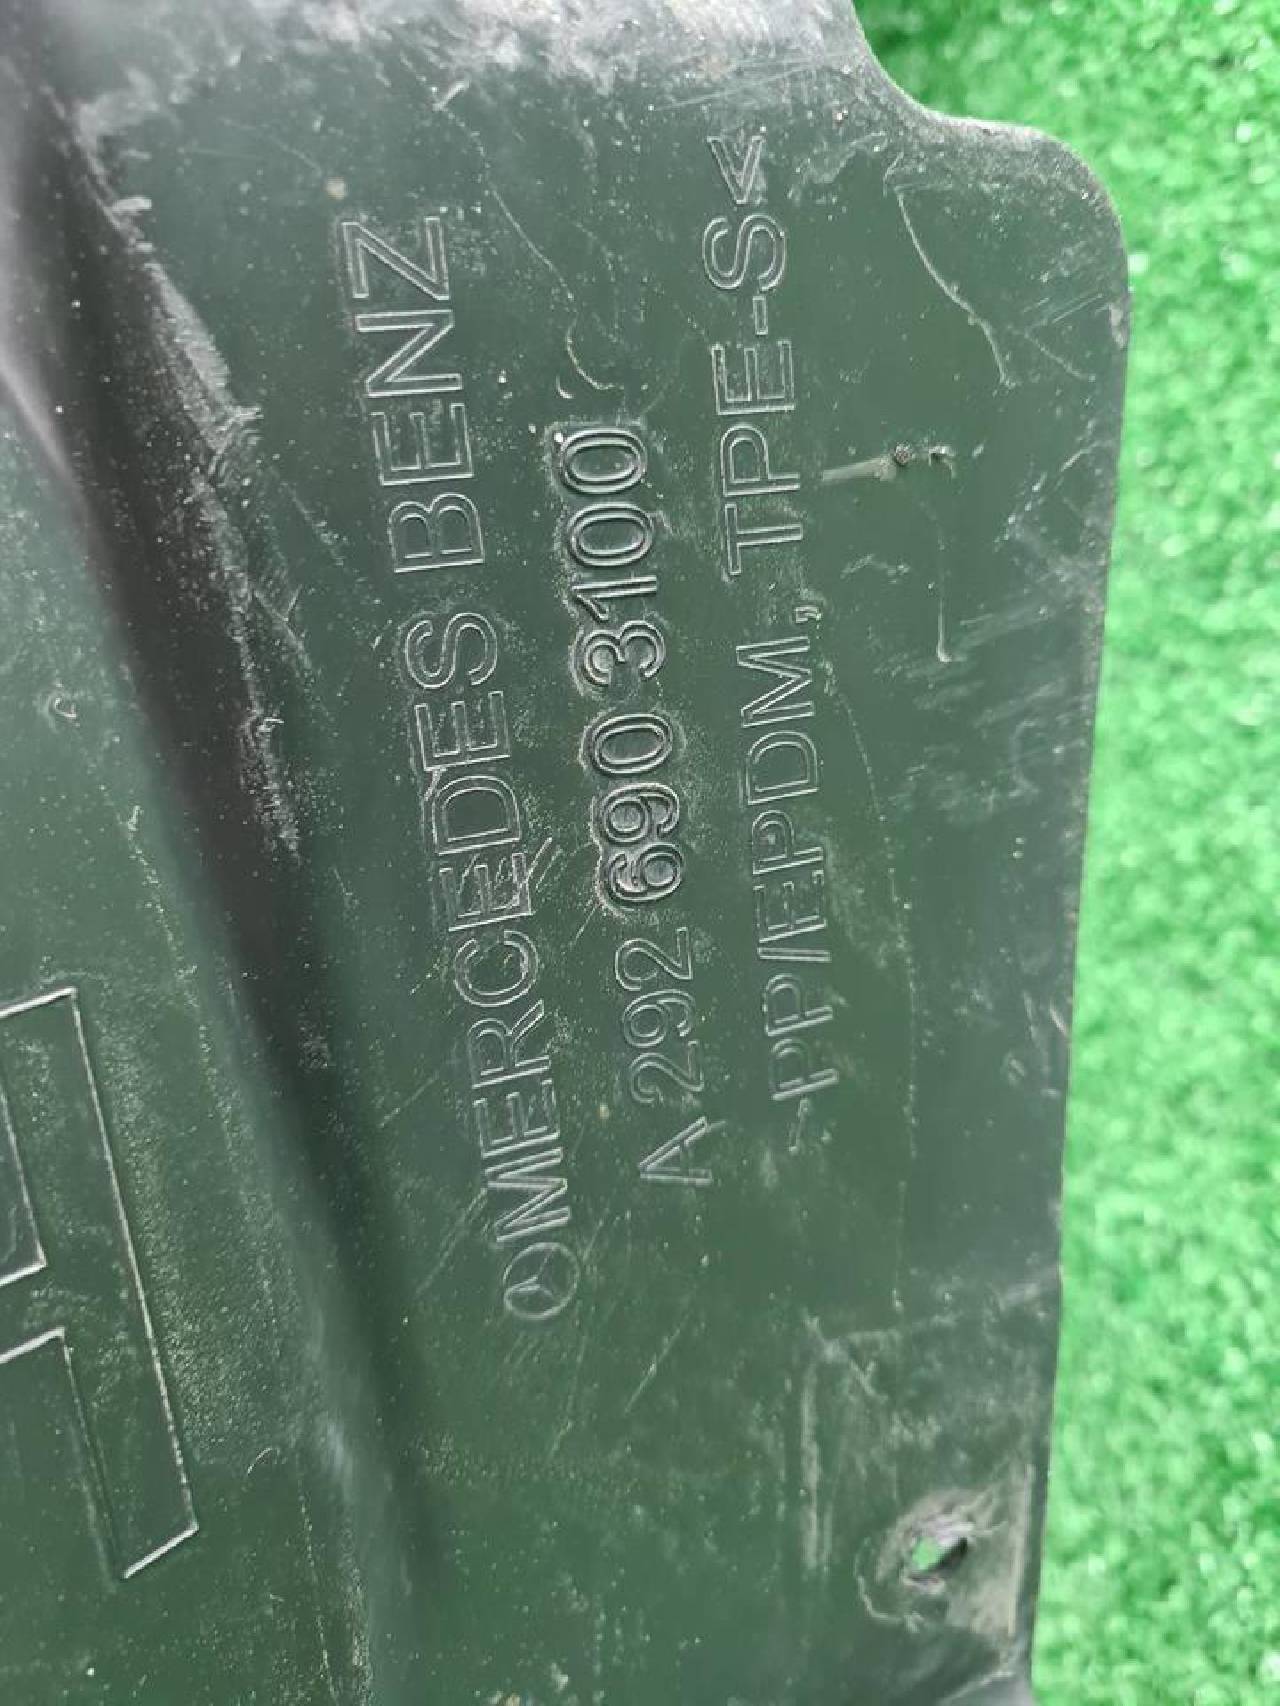 MERCEDES BENZ
A 292 690 3100
>PP/EPDM, TPE-S<